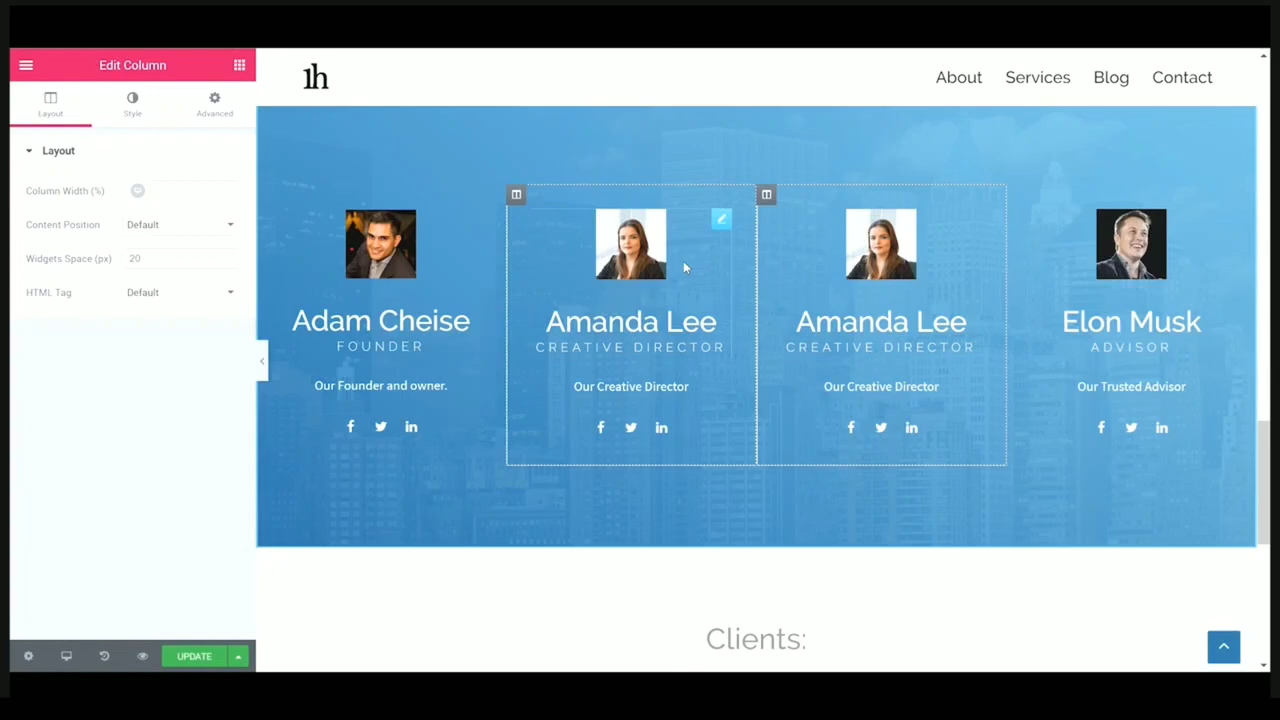 Edit Column
Layout
Style
Advanced
Layout
Column Width (%)
Content Position
Default
Widgets Space (px)
20
HTML Tag
Default
UPDATE
1h
About
Services
Blog
Contact
Adam Cheise
FOUNDER
Our Founder and owner.
Amanda Lee
CREATIVE DIRECTOR
Our Creative Director
Amanda Lee
CREATIVE DIRECTOR
Our Creative Director
Elon Musk
ADVISOR
Our Trusted Advisor
Clients: